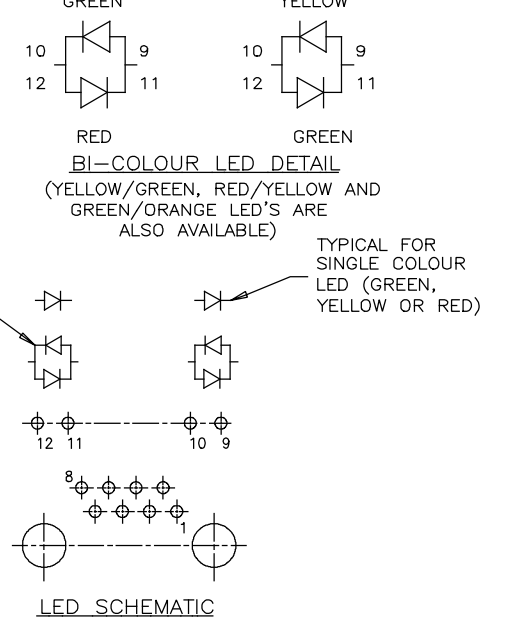 GREEN YELLOW
10 9 10 9
12 11 12 11
RED GREEN
BI-COLOUR LED DETAIL
(YELLOW/GREEN, RED/YELLOW AND
GREEN/ORANGE LED'S ARE
ALSO AVAILABLE)
TYPICAL FOR
SINGLE COLOUR
LED (GREEN,
YELLOW OR RED)
12 11 10 9
8
1
LED SCHEMATIC